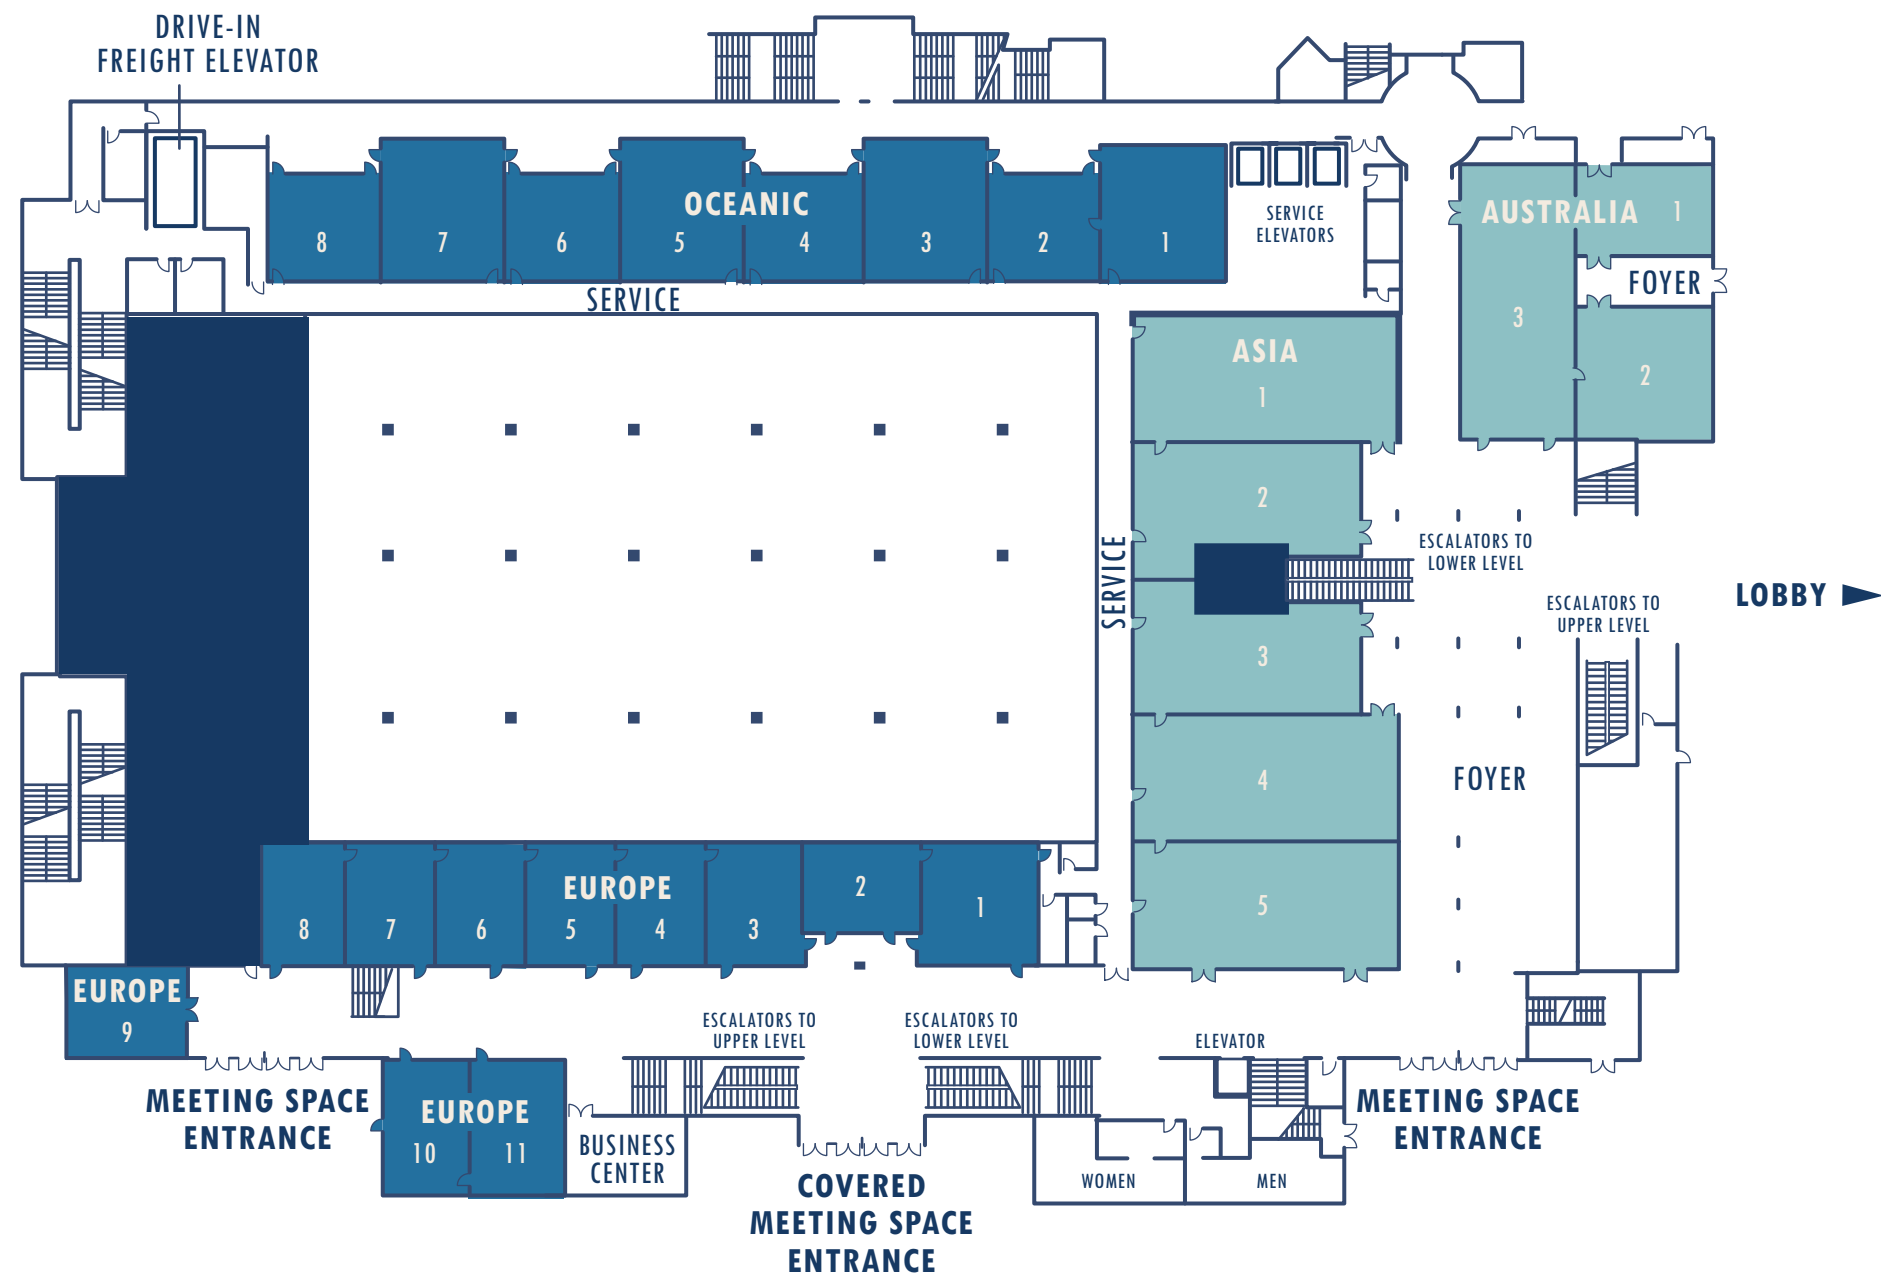 DRIVE-IN
FREIGHT ELEVATOR
OCEANIC
8
7
6
5
4
3
2
1
SERVICE
SERVICE
ELEVATORS
AUSTRALIA
1
FOYER
3
2
ASIA
1
2
3
4
5
SERVICE
ESCALATORS TO
LOWER LEVEL
LOBBY
ESCALATORS TO
UPPER LEVEL
FOYER
EUROPE
8
7
6
5
4
3
2
1
EUROPE
9
MEETING SPACE
ENTRANCE
EUROPE
10
11
BUSINESS
CENTER
ESCALATORS TO
UPPER LEVEL
ESCALATORS TO
LOWER LEVEL
COVERED
MEETING SPACE
ENTRANCE
ELEVATOR
WOMEN
MEN
MEETING SPACE
ENTRANCE